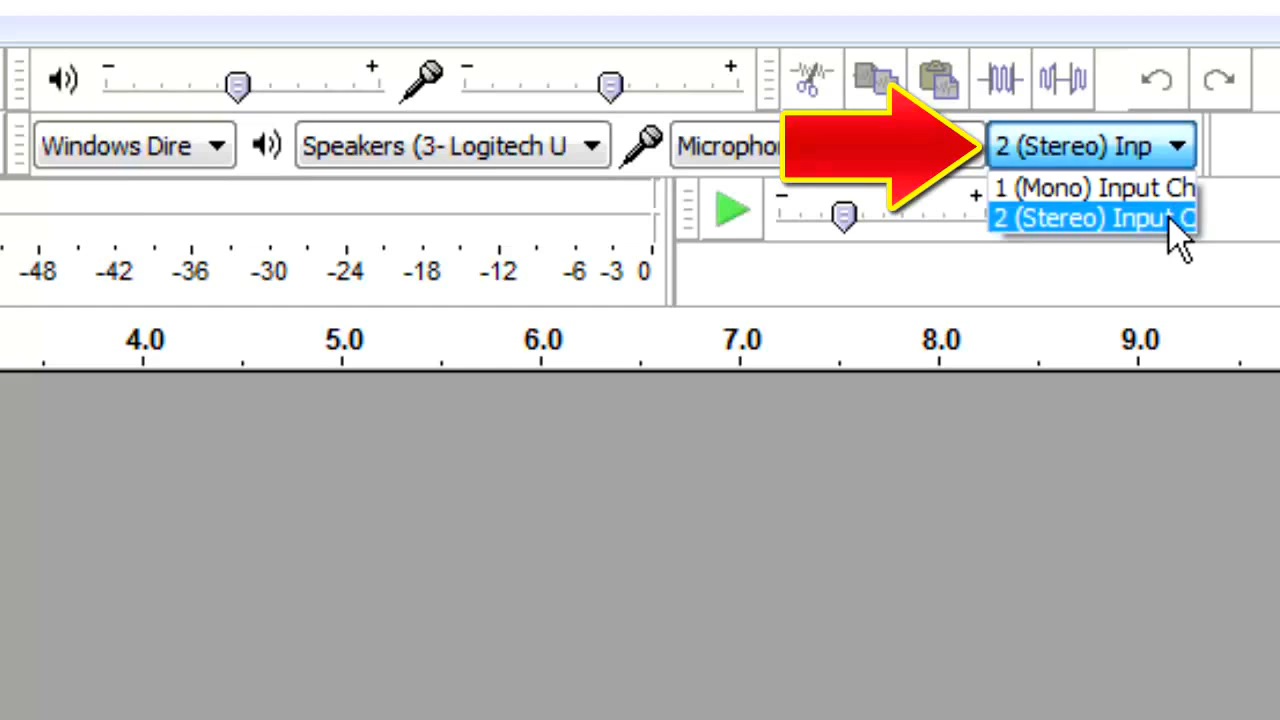 - + - +
Windows Dire Speakers (3- Logitech U Micropho 2 (Stereo) Inp
1 (Mono) Input Ch
- + 2 (Stereo) Input C
-48 -42 -36 -30 -24 -18 -12 -6 -3 0
4.0 5.0 6.0 7.0 8.0 9.0